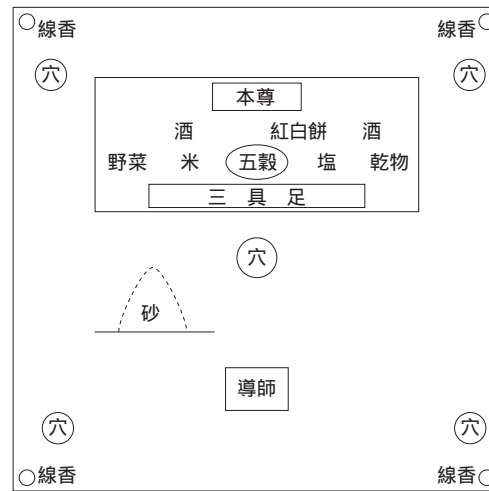 線香 線香
穴 穴
本尊
酒 紅白餅 酒
野菜 米 五穀 塩 乾物
三 具 足
穴
砂
導師
穴 穴
線香 線香